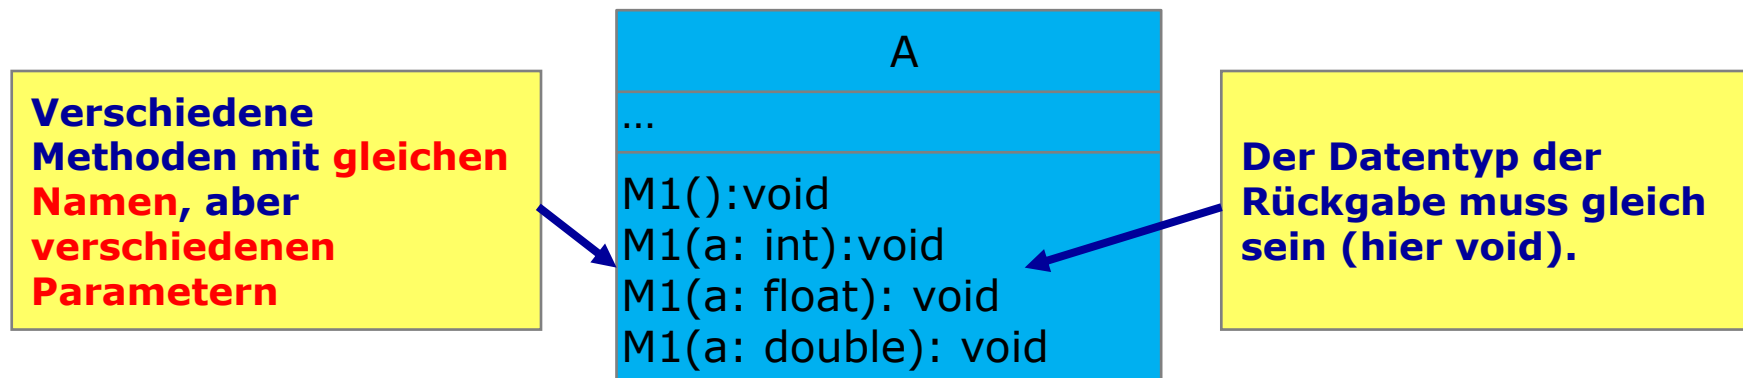 Verschiedene
Methoden mit gleichen
Namen, aber
verschiedenen
Parametern
A
...
M1():void
M1(a: int):void
M1(a: float): void
M1(a: double): void
Der Datentyp der
Rückgabe muss gleich
sein (hier void).